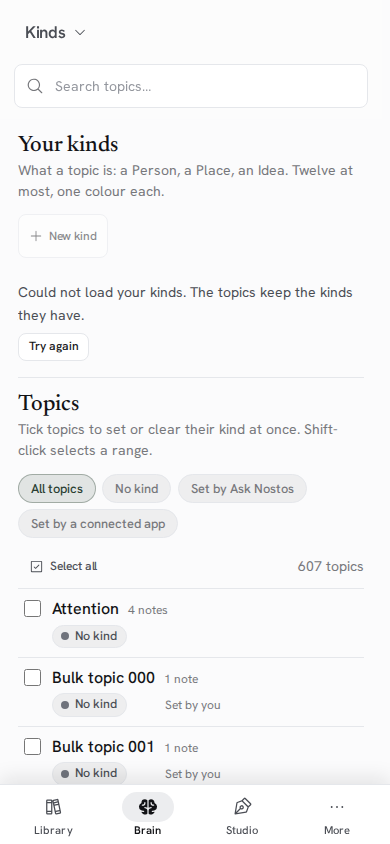 Kinds
Search topics...
Your kinds
What a topic is: a Person, a Place, an Idea. Twelve at
most, one colour each.
New kind
Could not load your kinds. The topics keep the kinds
they have.
Try again
Topics
Tick topics to set or clear their kind at once. Shift-
click selects a range.
All topics No kind Set by Ask Nostos
Set by a connected app
Select all 607 topics
Attention 4 notes
No kind
Bulk topic 000 1 note
No kind Set by you
Bulk topic 001 1 note
No kind Set by you
Library Brain Studio More